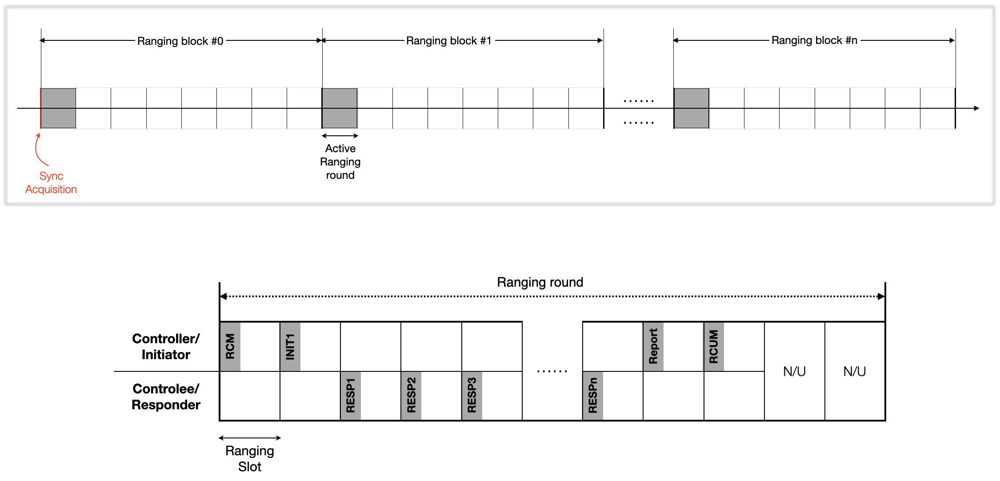 Ranging block #0
Ranging block #1
Ranging block #n
......
......
Active
Ranging
round
Sync
Acquisition
Ranging round
Controller/
Initiator
RCM
INIT1
Report
RCUM
N/U
N/U
......
Controlee/
Responder
RESP1
RESP2
RESP3
RESPn
Ranging
Slot